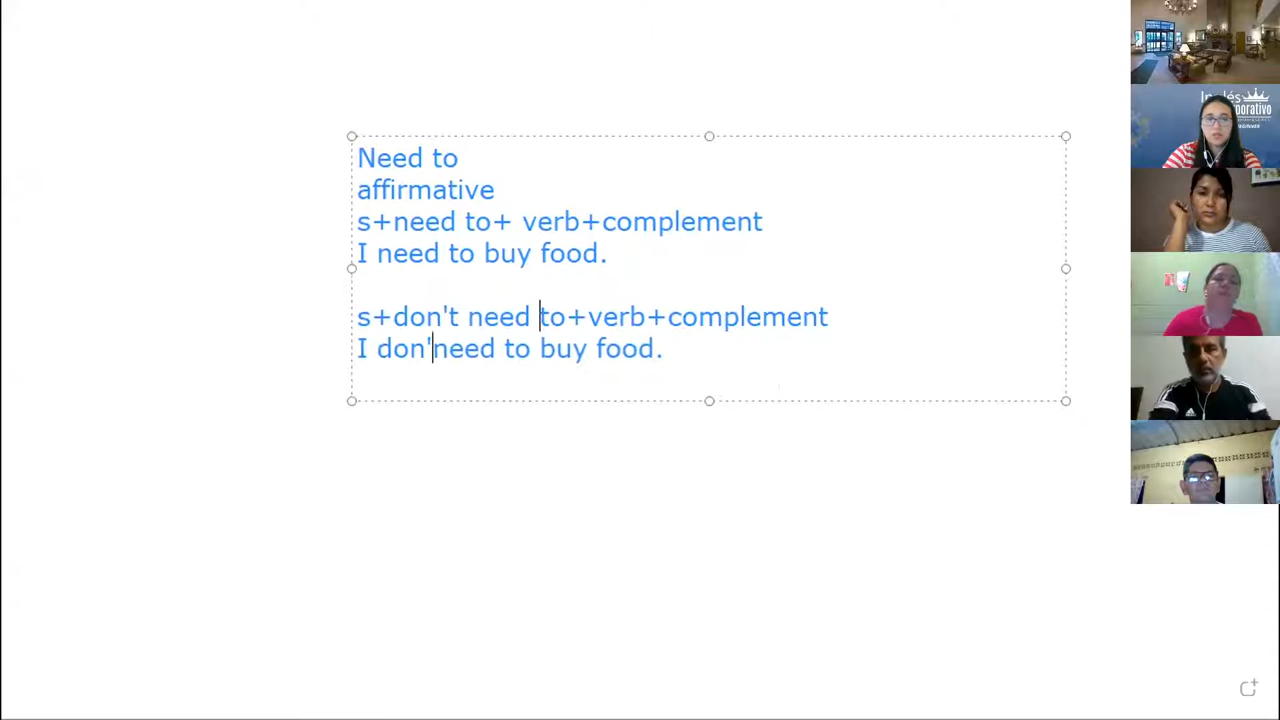 Need to
affirmative
s+need to+ verb+complement
I need to buy food.
s+don't need to+verb+complement
I don'need to buy food.
Inglés